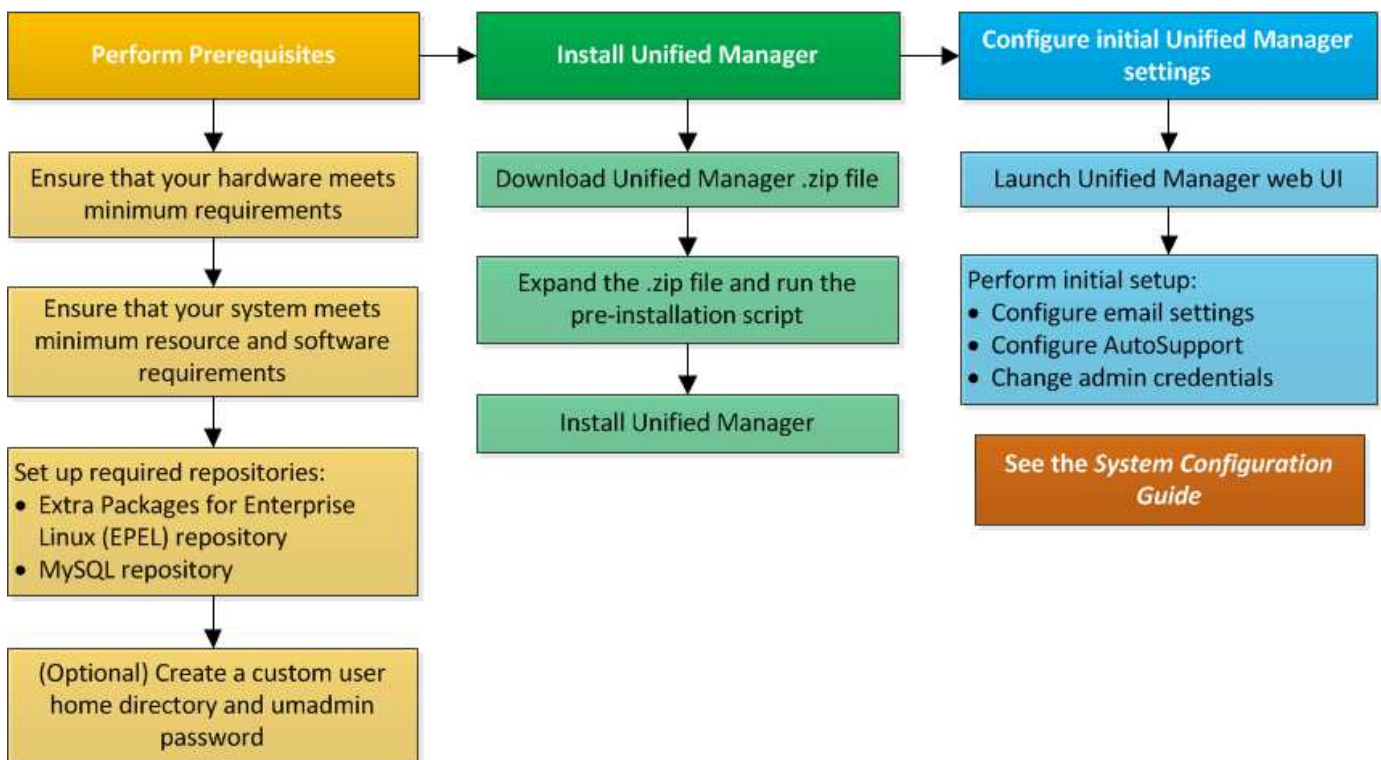 Perform Prerequisites
Ensure that your hardware meets
minimum requirements
Ensure that your system meets
minimum resource and software
requirements
Set up required repositories:
• Extra Packages for Enterprise
Linux (EPEL) repository
• MySQL repository
(Optional) Create a custom user
home directory and umadmin
password
Install Unified Manager
Download Unified Manager .zip file
Expand the .zip file and run the
pre-installation script
Install Unified Manager
Configure initial Unified Manager
settings
Launch Unified Manager web UI
Perform initial setup:
• Configure email settings
• Configure AutoSupport
• Change admin credentials
See the System Configuration
Guide